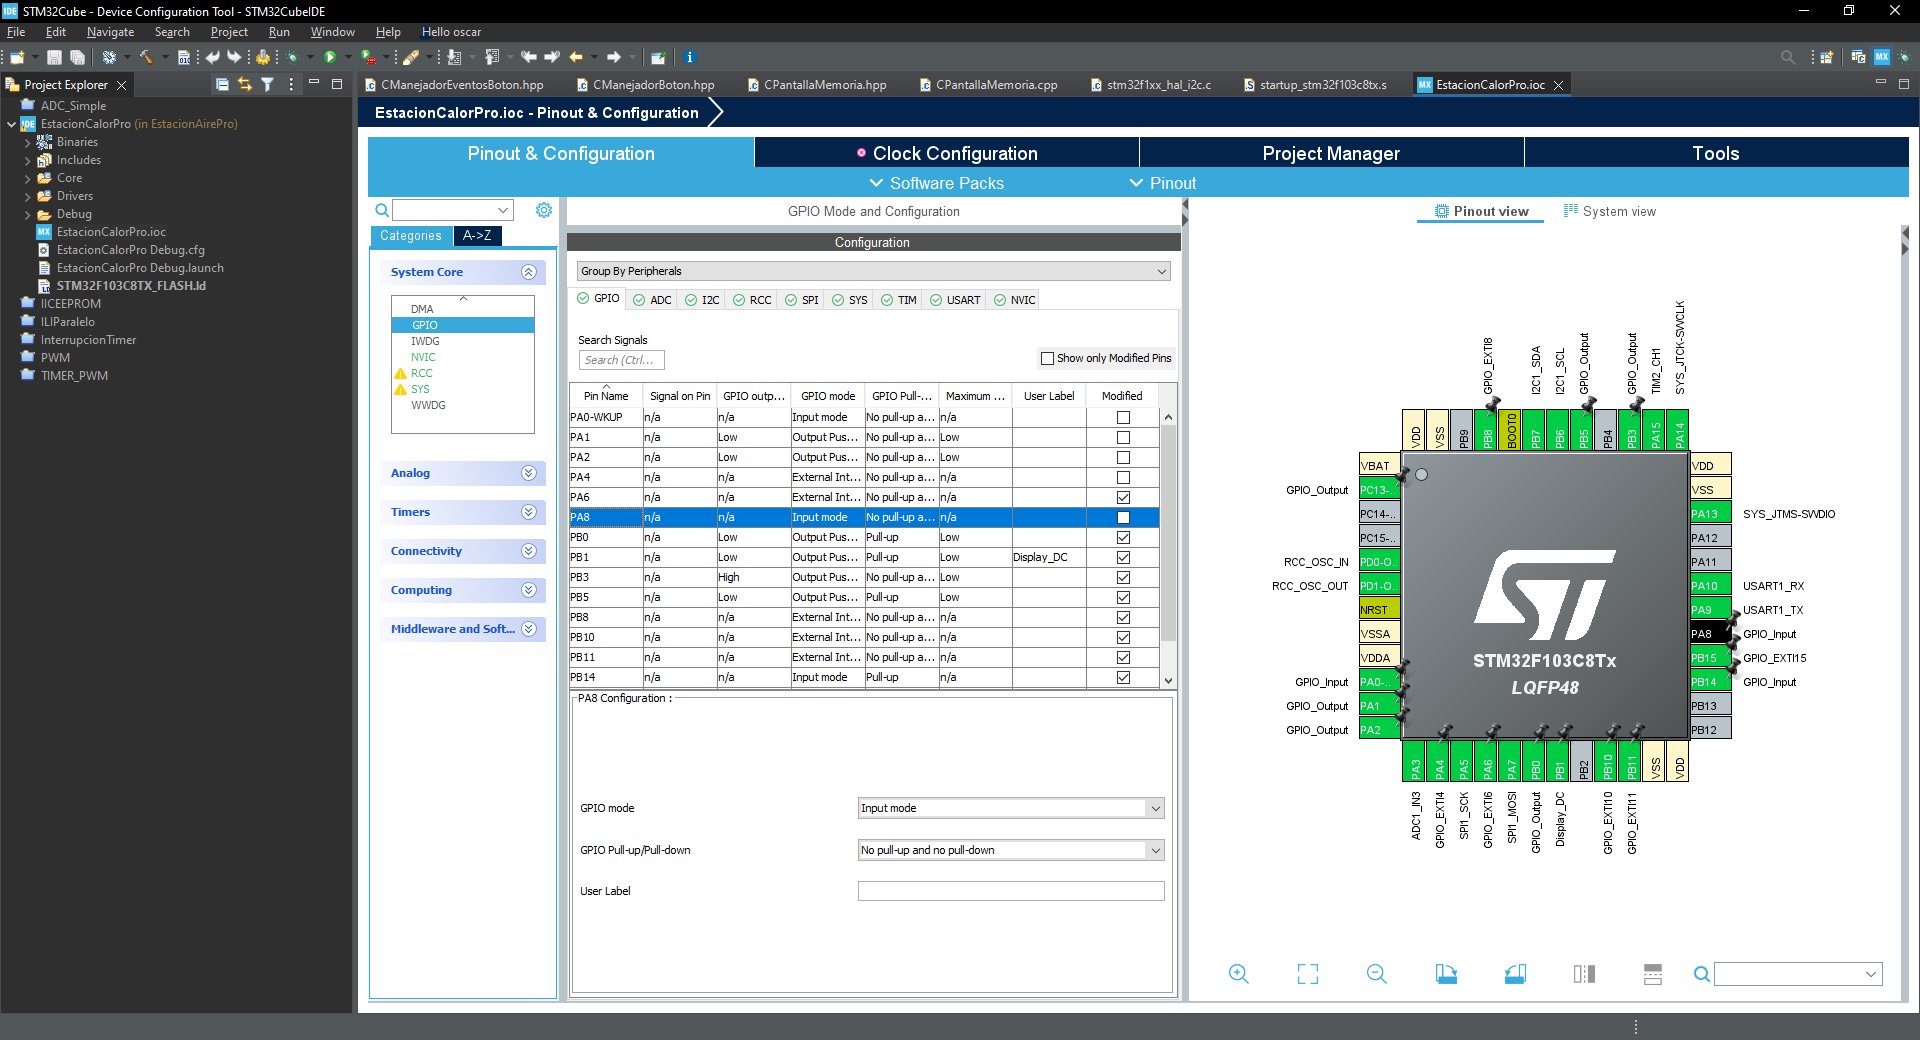 STM32Cube - Device Configuration Tool - STM32CubeIDE
File Edit Navigate Search Project Run Window Help Hello oscar
Project Explorer
CManejadorEventosBoton.hpp CManejadorBoton.hpp CPantallaMemoria.hpp CPantallaMemoria.cpp stm32f1xx_hal_i2c.c startup_stm32f103c8tx.s EstacionCalorPro.ioc
ADC_Simple
EstacionCalorPro (in EstacionAirePro)
Binaries
Includes
Core
Drivers
Debug
EstacionCalorPro.ioc
EstacionCalorPro Debug.cfg
EstacionCalorPro Debug.launch
STM32F103C8TX_FLASH.ld
IICEEPROM
ILIParalelo
InterrupcionTimer
PWM
TIMER_PWM
EstacionCalorPro.ioc - Pinout & Configuration
Pinout & Configuration Clock Configuration Project Manager Tools
Software Packs Pinout
Categories A->Z
System Core
DMA
GPIO
IWDG
NVIC
RCC
SYS
WWDG
Analog
Timers
Connectivity
Computing
Middleware and Soft...
GPIO Mode and Configuration
Configuration
Group By Peripherals
GPIO ADC I2C RCC SPI SYS TIM USART NVIC
Search Signals
Search (Ctrl...
Show only Modified Pins
Pin Name Signal on Pin GPIO outp... GPIO mode GPIO Pull-... Maximum ... User Label Modified
PA0-WKUP n/a n/a Input mode No pull-up a... n/a
PA1 n/a Low Output Pus... No pull-up a... Low
PA2 n/a Low Output Pus... No pull-up a... Low
PA4 n/a n/a External Int... No pull-up a... n/a
PA6 n/a n/a External Int... No pull-up a... n/a
PA8 n/a n/a Input mode No pull-up a... n/a
PB0 n/a Low Output Pus... Pull-up Low
PB1 n/a Low Output Pus... Pull-up Low Display_DC
PB3 n/a High Output Pus... No pull-up a... Low
PB5 n/a Low Output Pus... Pull-up Low
PB8 n/a n/a External Int... No pull-up a... n/a
PB10 n/a n/a External Int... No pull-up a... n/a
PB11 n/a n/a External Int... No pull-up a... n/a
PB14 n/a n/a Input mode Pull-up n/a
PA8 Configuration :
GPIO mode Input mode
GPIO Pull-up/Pull-down No pull-up and no pull-down
User Label
Pinout view System view
GPIO_EXTI8 I2C1_SDA I2C1_SCL GPIO_Output GPIO_Output TIM2_CH1 SYS_JTCK-SWCLK
VDD VSS PB9 PB8 BOOT0 PB7 PB6 PB5 PB4 PB3 PA15 PA14
VBAT VDD
GPIO_Output PC13-.. VSS
PC14-.. PA13 SYS_JTMS-SWDIO
PC15-.. PA12
RCC_OSC_IN PD0-O.. PA11
RCC_OSC_OUT PD1-O.. PA10 USART1_RX
NRST PA9 USART1_TX
VSSA PA8 GPIO_Input
VDDA PB15 GPIO_EXTI15
GPIO_Input PA0-.. PB14 GPIO_Input
GPIO_Output PA1 PB13
GPIO_Output PA2 PB12
STM32F103C8Tx
LQFP48
PA3 PA4 PA5 PA6 PA7 PB0 PB1 PB2 PB10 PB11 VSS VDD
ADC1_IN3 GPIO_EXTI4 SPI1_SCK GPIO_EXTI6 SPI1_MOSI GPIO_Output Display_DC GPIO_EXTI10 GPIO_EXTI11